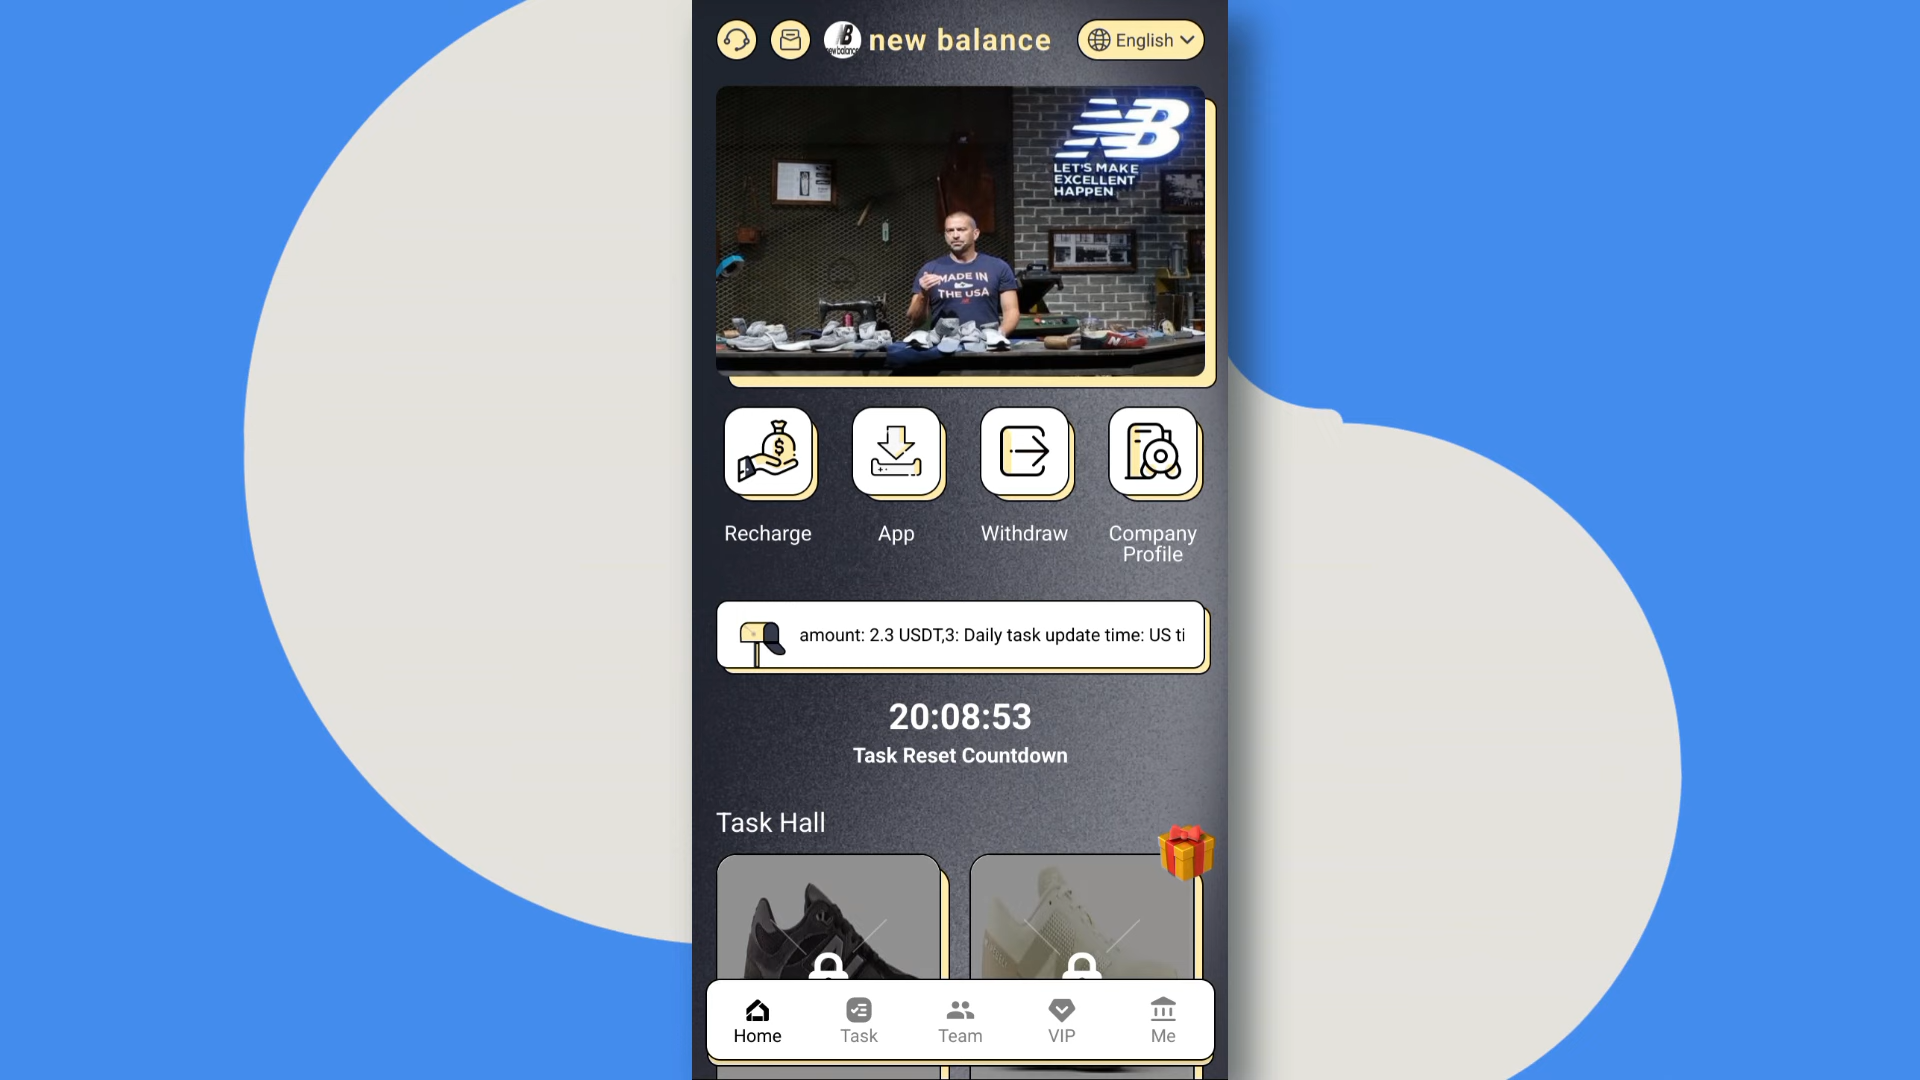 new balance
English
LET'S MAKE
EXCELLENT
HAPPEN
MADE IN
THE USA
Recharge
App
Withdraw
Company
Profile
amount: 2.3 USDT,3: Daily task update time: US ti
20:08:53
Task Reset Countdown
Task Hall
Home
Task
Team
VIP
Me